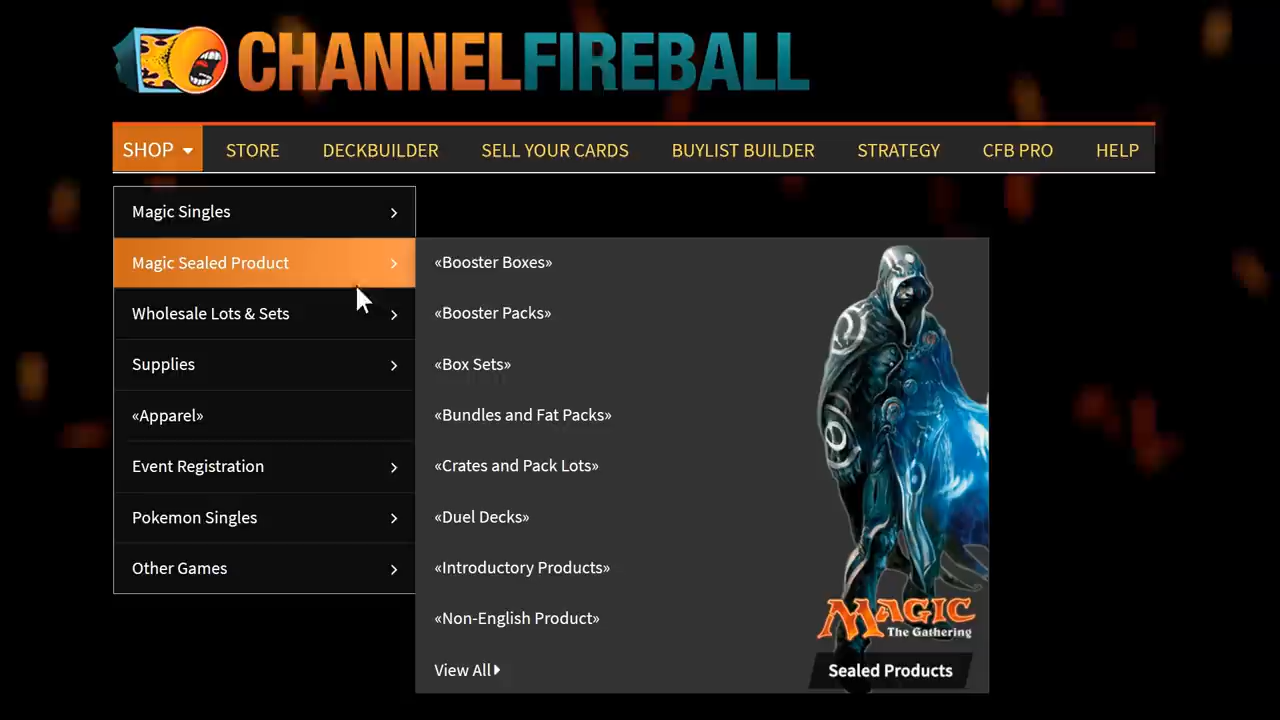 CHANNELFIREBALL
SHOP
STORE
DECKBUILDER
SELL YOUR CARDS
BUYLIST BUILDER
STRATEGY
CFB PRO
HELP
Magic Singles
Magic Sealed Product
Wholesale Lots & Sets
Supplies
«Apparel»
Event Registration
Pokemon Singles
Other Games
«Booster Boxes»
«Booster Packs»
«Box Sets»
«Bundles and Fat Packs»
«Crates and Pack Lots»
«Duel Decks»
«Introductory Products»
«Non-English Product»
View All
MAGIC
The Gathering
Sealed Products